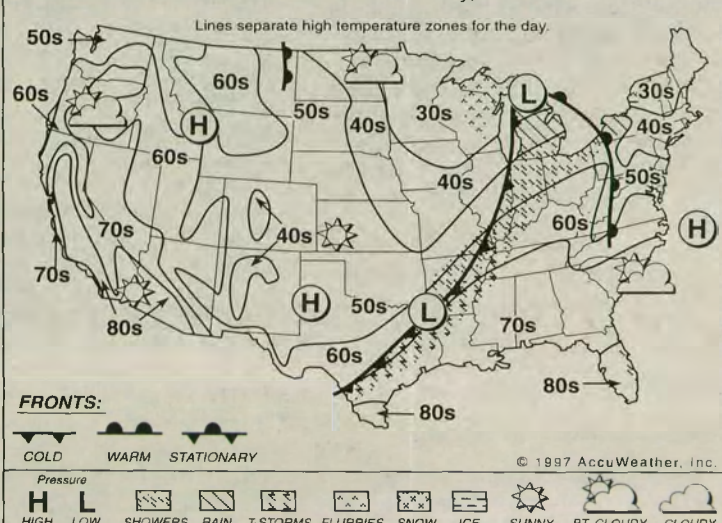 Lines separate high temperature zones for the day.
50s
60s
60s
50s
30s
40s
L
30s
40s
H
60s
40s
50s
60s
H
70s
40s
70s
80s
H
50s
L
70s
60s
80s
80s
FRONTS:
COLD WARM STATIONARY
© 1997 AccuWeather, Inc.
Pressure
H L
HIGH LOW SHOWERS RAIN T-STORMS FLURRIES SNOW ICE SUNNY PT. CLOUDY CLOUDY